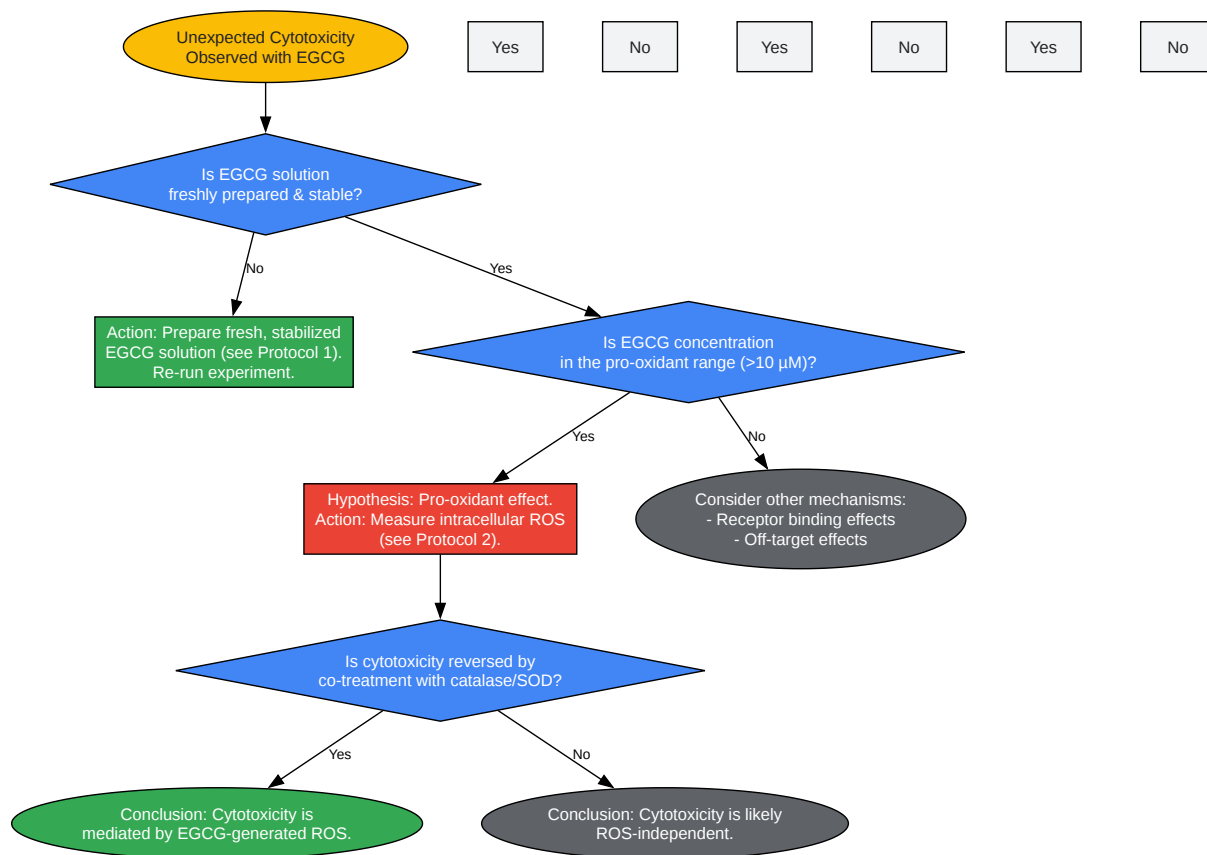 Unexpected Cytotoxicity
Observed with EGCG
Yes
No
Yes
No
Yes
No
Is EGCG solution
freshly prepared & stable?
No
Yes
Action: Prepare fresh, stabilized
EGCG solution (see Protocol 1).
Re-run experiment.
Is EGCG concentration
in the pro-oxidant range (>10 µM)?
Yes
No
Hypothesis: Pro-oxidant effect.
Action: Measure intracellular ROS
(see Protocol 2).
Consider other mechanisms:
- Receptor binding effects
- Off-target effects
Is cytotoxicity reversed by
co-treatment with catalase/SOD?
Yes
No
Conclusion: Cytotoxicity is
mediated by EGCG-generated ROS.
Conclusion: Cytotoxicity is likely
ROS-independent.